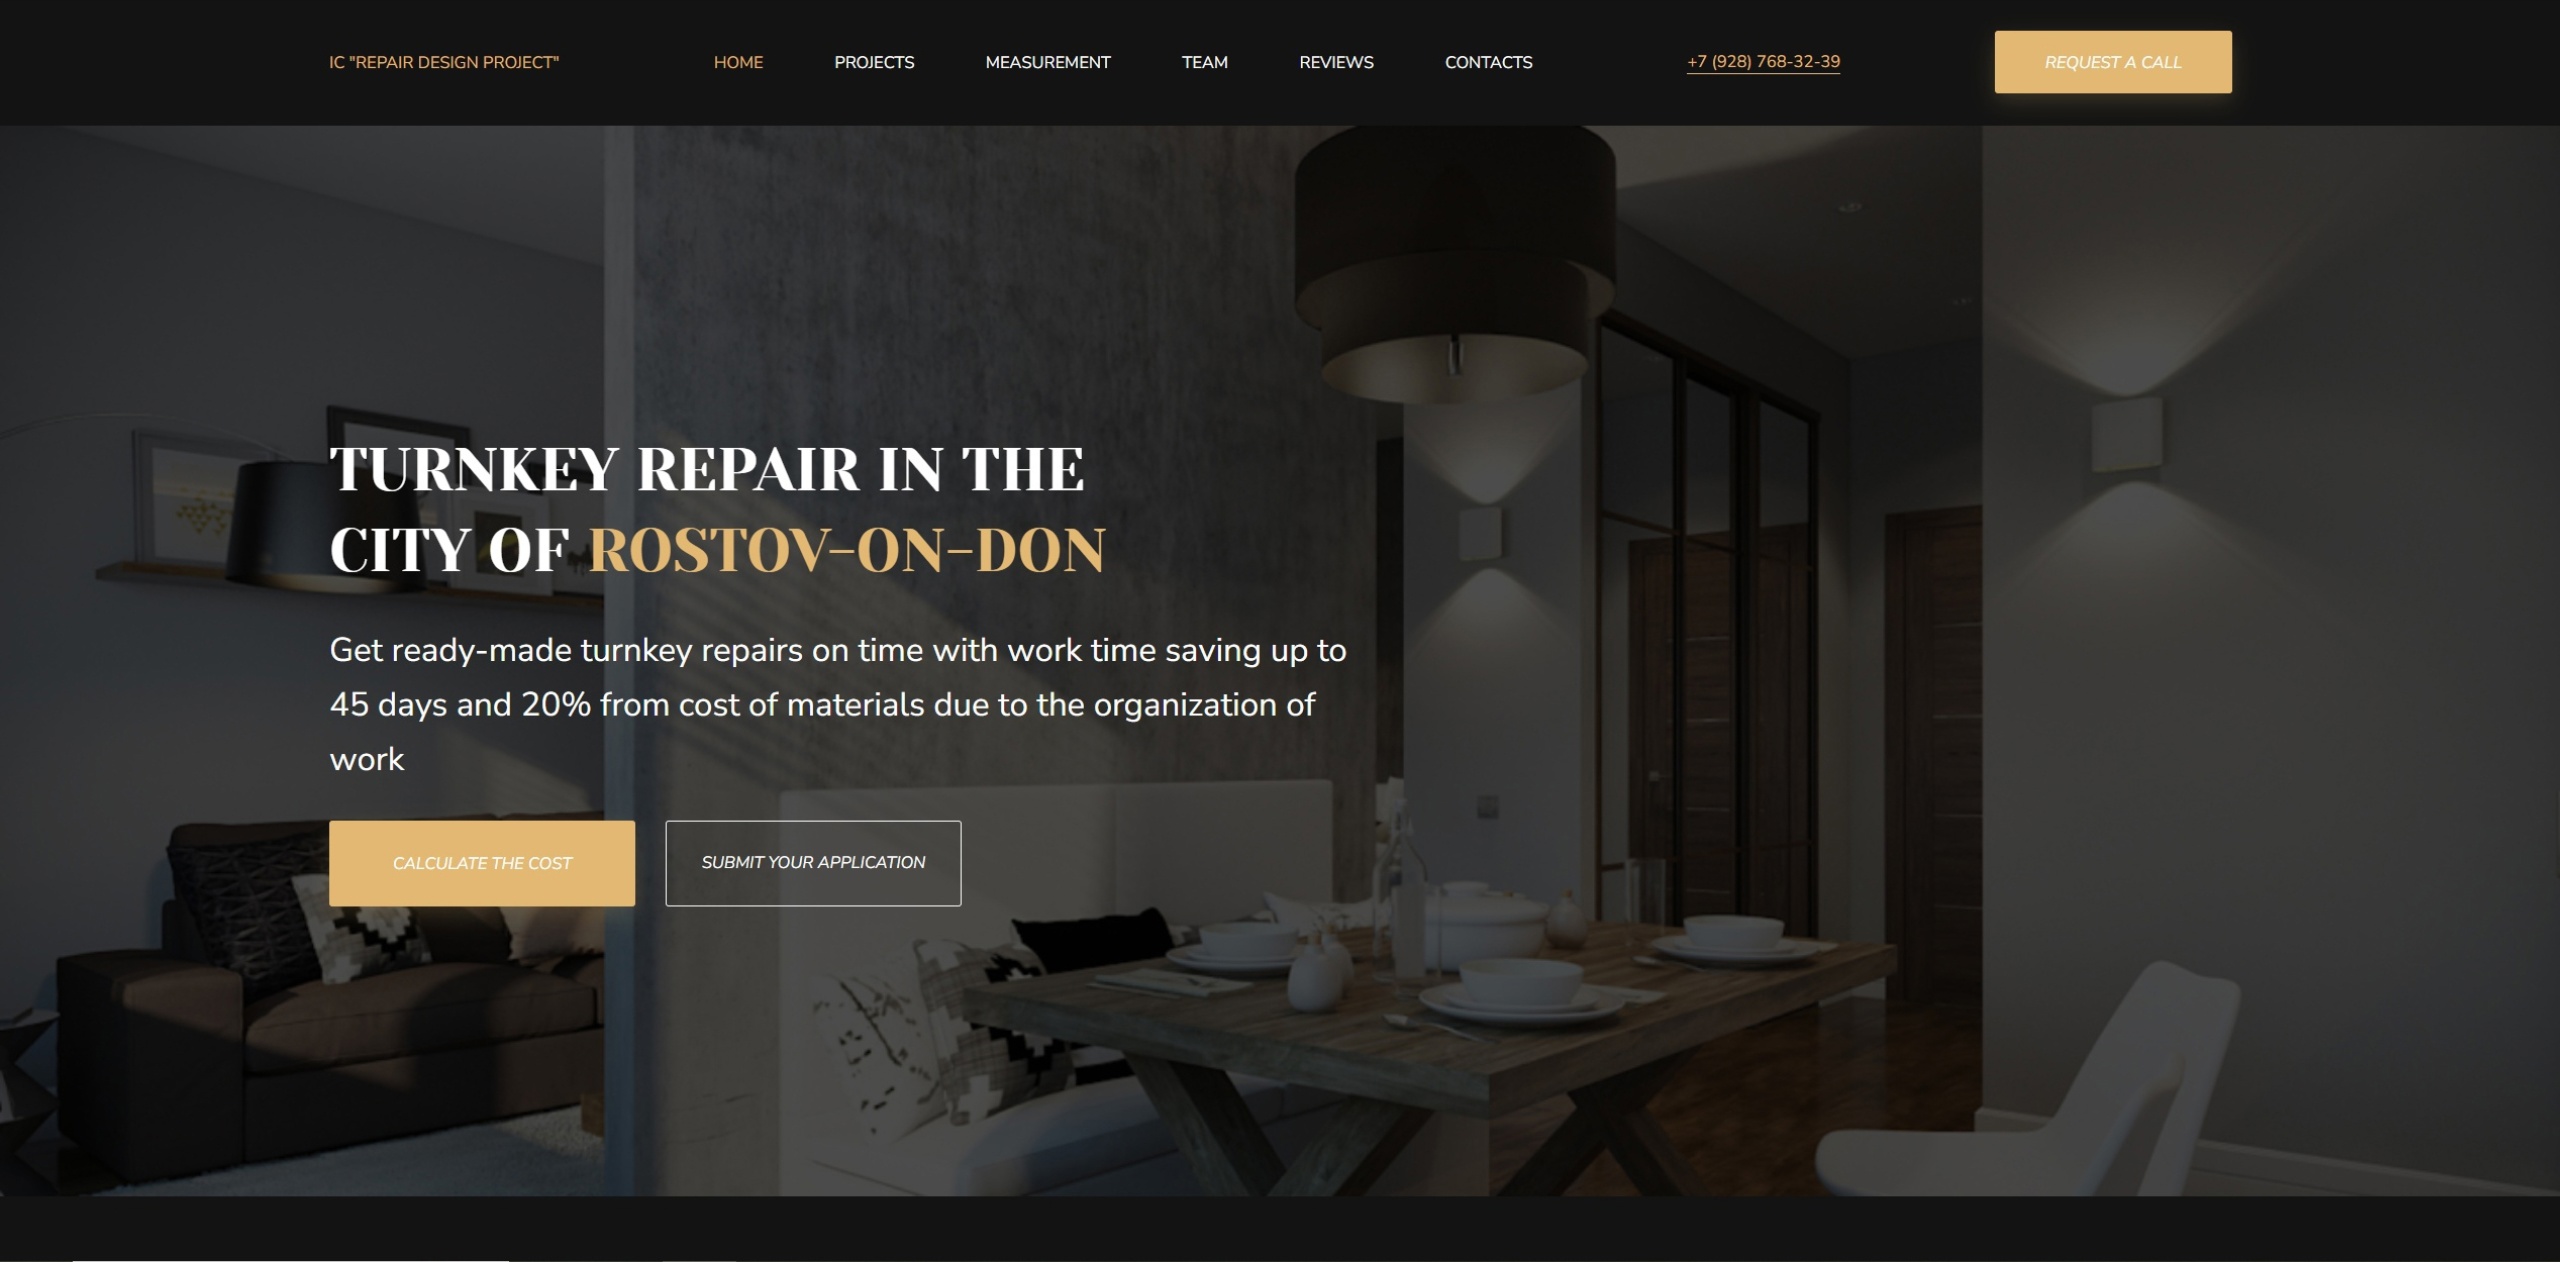 IC "REPAIR DESIGN PROJECT"
HOME
PROJECTS
MEASUREMENT
TEAM
REVIEWS
CONTACTS
+7 (928) 768-32-39
REQUEST A CALL
TURNKEY REPAIR IN THE
CITY OF ROSTOV-ON-DON
Get ready-made turnkey repairs on time with work time saving up to
45 days and 20% from cost of materials due to the organization of
work
CALCULATE THE COST
SUBMIT YOUR APPLICATION